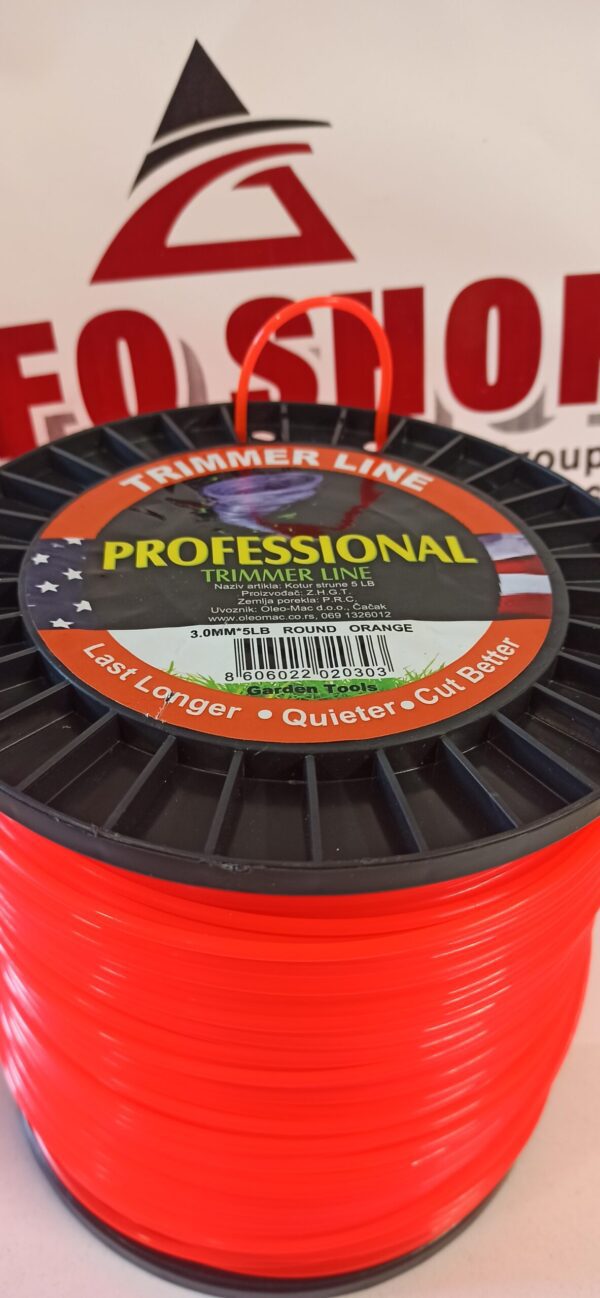 FO SHOP
roup
TRIMMER LINE
PROFESSIONAL
TRIMMER LINE
Naziv artikla: Kotur strune 5 LB
Proizvođač: Z.H.G.T.
Zemlja porekla: P.R.C.
Uvoznik: Oleo-Mac d.o.o., Čačak
www.oleomac.co.rs, 069 1326012
3.0MM*5LB ROUND ORANGE
8 606022 020303
Garden Tools
Last Longer • Quieter • Cut Better